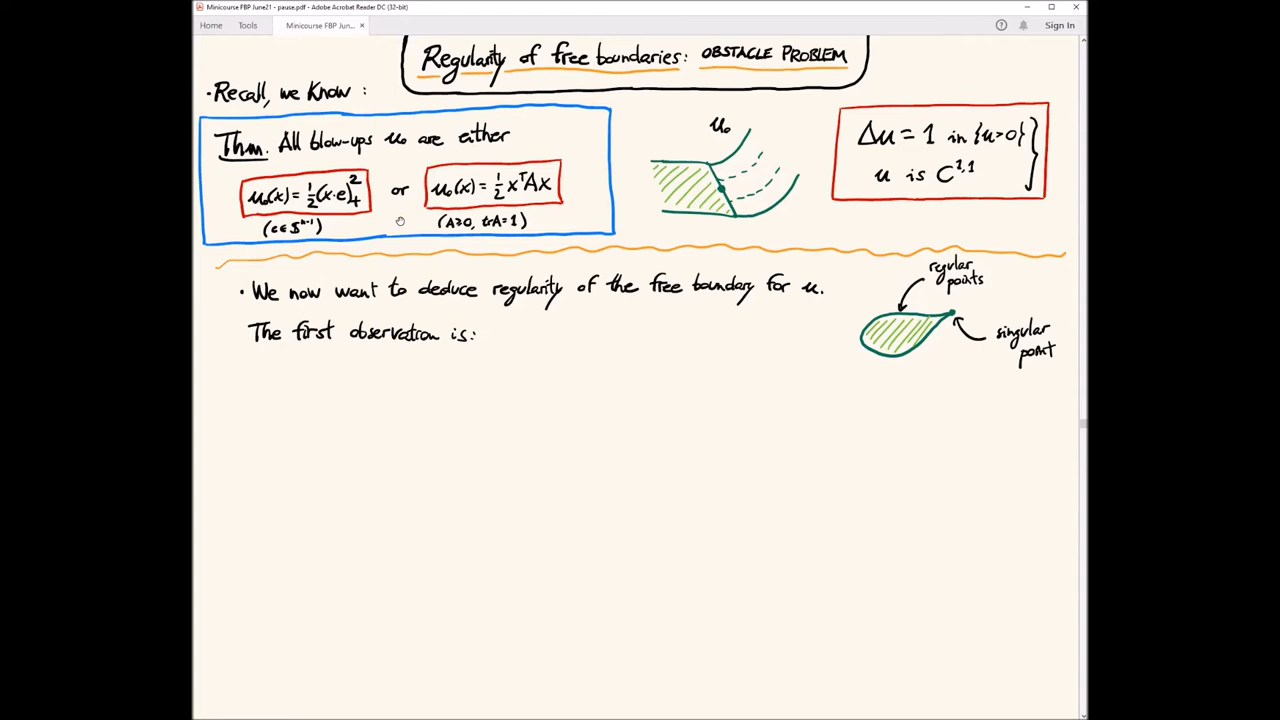 Minicourse FBP June21 - pause.pdf - Adobe Acrobat Reader DC (32-bit)
Home Tools Minicourse FBP Jun... × Sign In
Regularity of free boundaries: OBSTACLE PROBLEM
· Recall, we know:
Thm. All blow-ups u₀ are either
u₀(x) = ½(x·e)₊² or u₀(x) = ½xᵀAx
(e∈Sⁿ⁻¹) (A≥0, trA=1)
u₀
Δu = 1 in {u>0}
u is C¹,¹
· We now want to deduce regularity of the free boundary for u.
The first observation is:
regular
points
singular
point